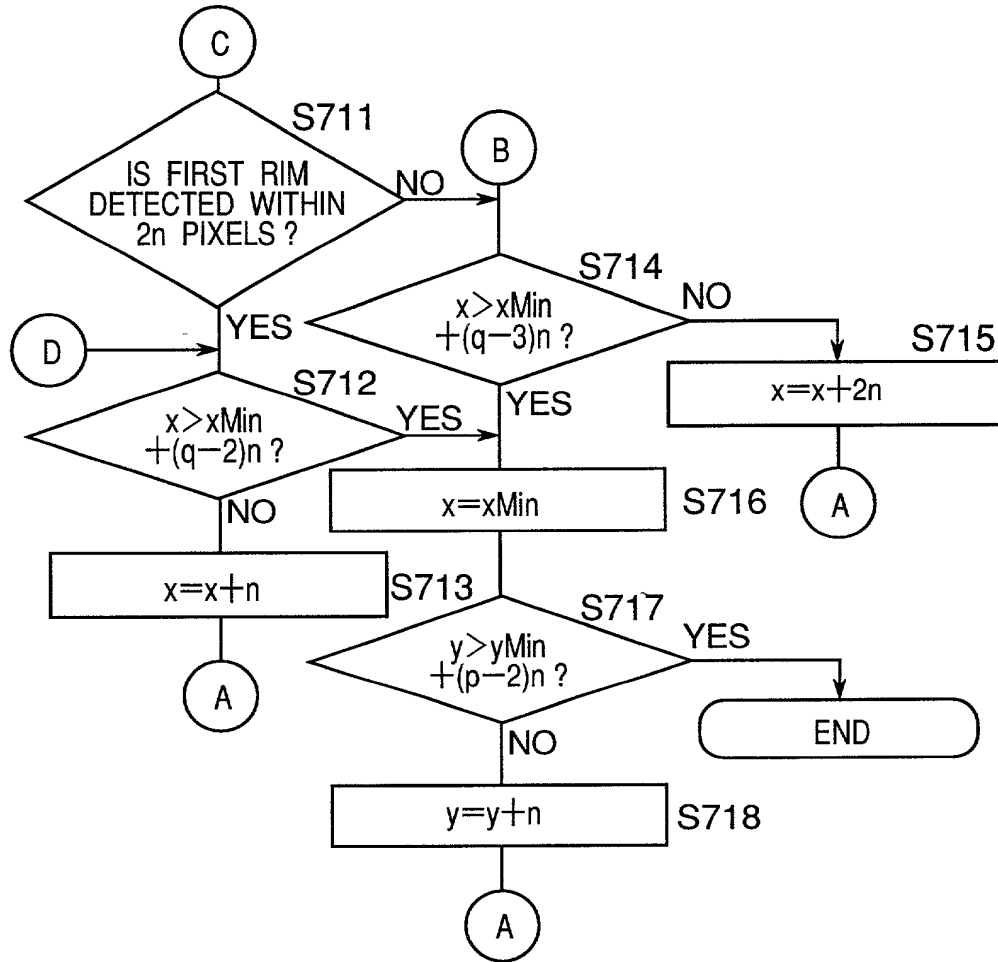 C
S711
IS FIRST RIM
DETECTED WITHIN
2n PIXELS?
NO
B
YES
S714
x>xMin
+(q−3)n?
NO
D
S712
YES
S715
x=x+2n
x>xMin
+(q−2)n?
YES
A
NO
x=xMin
S716
x=x+n
S713
S717
y>yMin
+(p−2)n?
YES
A
END
NO
y=y+n
S718
A